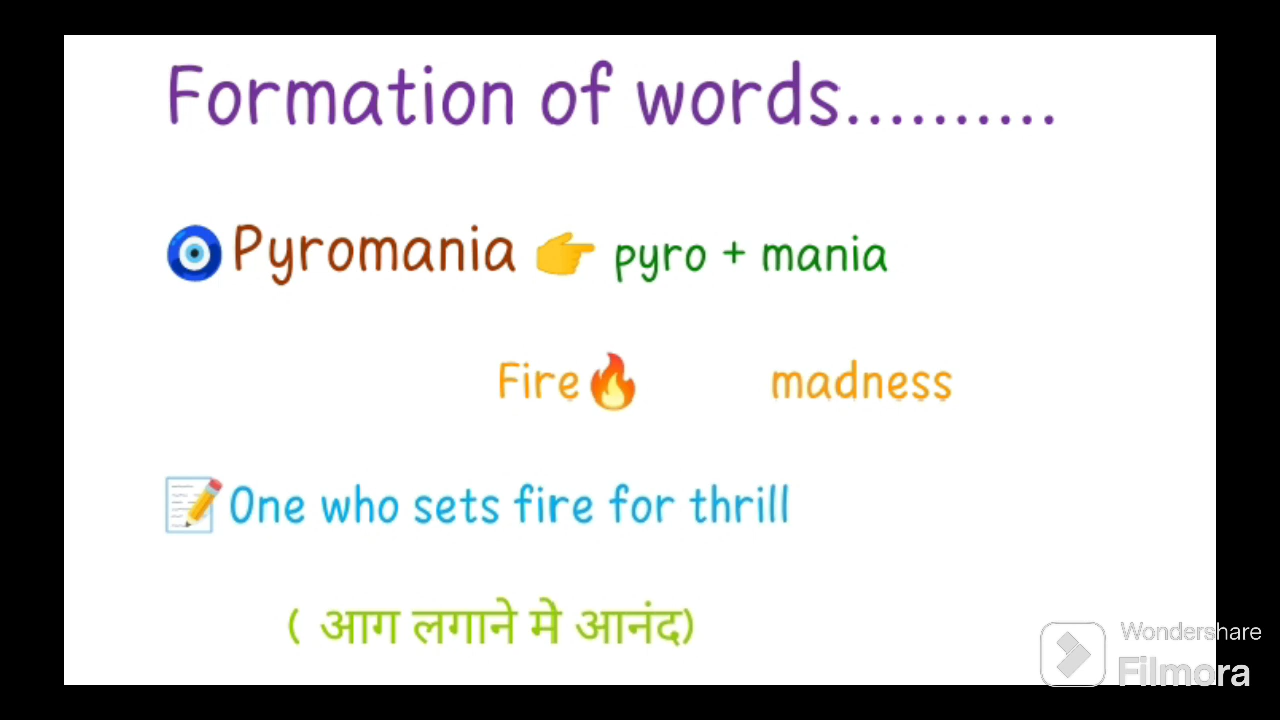 Formation of words..........
🧿Pyromania 👉 pyro + mania
Fire🔥 madness
📝One who sets fire for thrill
( आग लगाने मे आनंद)
Wondershare
Filmora